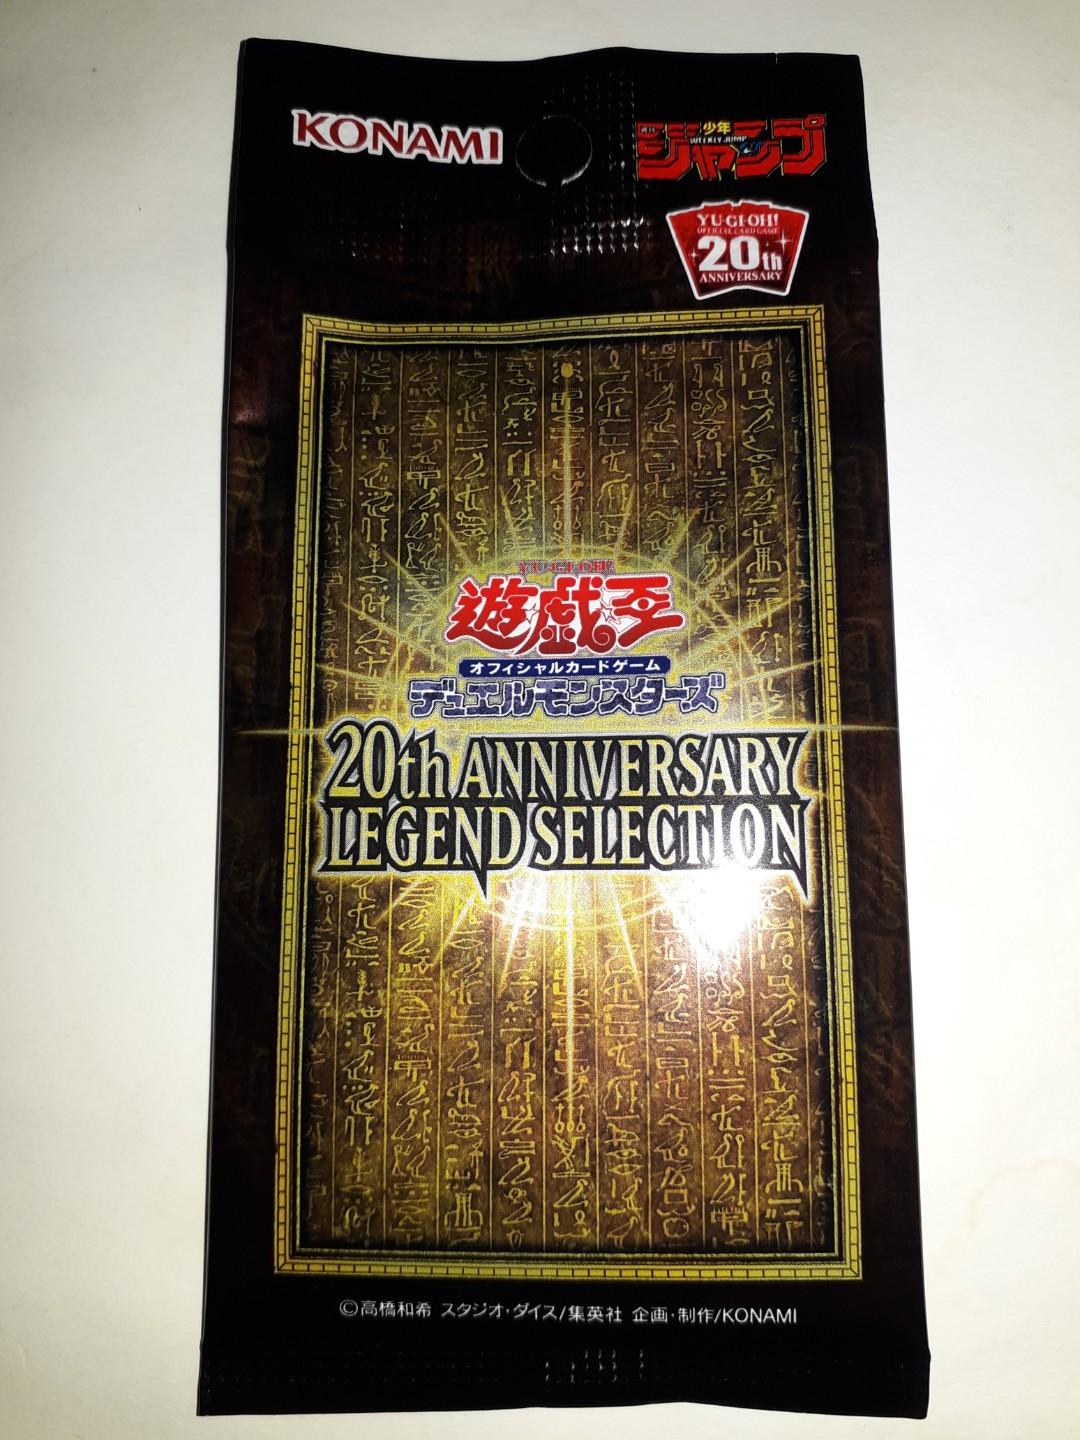 KONAMI
週刊 少年 ジャンプ
WEEKLY JUMP
YU-GI-OH!
OFFICIAL CARD GAME
20th
ANNIVERSARY
YU-GI-OH!
遊☆戯☆王
オフィシャルカードゲーム
デュエルモンスターズ
20th ANNIVERSARY
LEGEND SELECTION
©高橋和希 スタジオ・ダイス/集英社 企画・制作/KONAMI